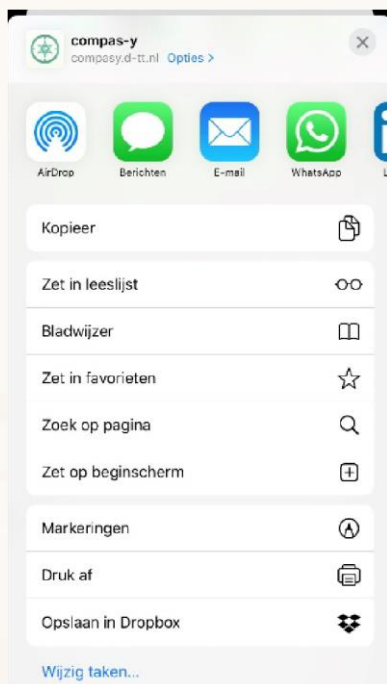 compas-y
compasy.d-tt.nl Opties >
AirDrop
Berichten
E-mail
WhatsApp
Kopieer
Zet in leeslijst
Bladwijzer
Zet in favorieten
Zoek op pagina
Zet op beginscherm
Markeringen
Druk af
Opslaan in Dropbox
Wijzig taken...